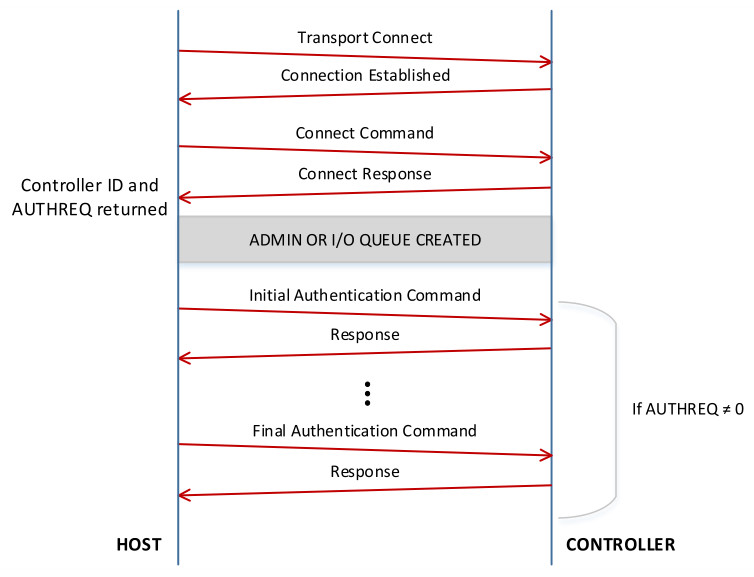 Transport Connect
Connection Established
Connect Command
Connect Response
Controller ID and
AUTHREQ returned
ADMIN OR I/O QUEUE CREATED
Initial Authentication Command
Response
If AUTHREQ ≠ 0
Final Authentication Command
Response
HOST
CONTROLLER